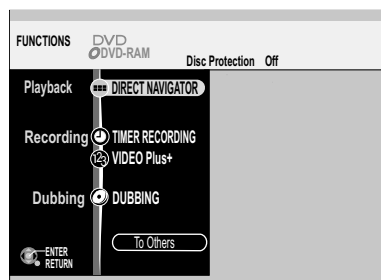 FUNCTIONS DVD
DVD-RAM
Disc Protection Off
Playback DIRECT NAVIGATOR
Recording TIMER RECORDING
123 VIDEO Plus+
Dubbing DUBBING
To Others
ENTER
RETURN